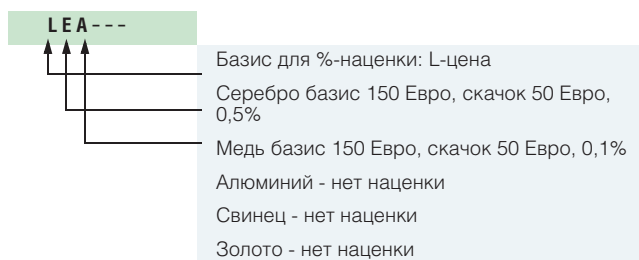 LEA---
Базис для %-наценки: L-цена
Серебро базис 150 Евро, скачок 50 Евро,
0,5%
Медь базис 150 Евро, скачок 50 Евро, 0,1%
Алюминий - нет наценки
Свинец - нет наценки
Золото - нет наценки